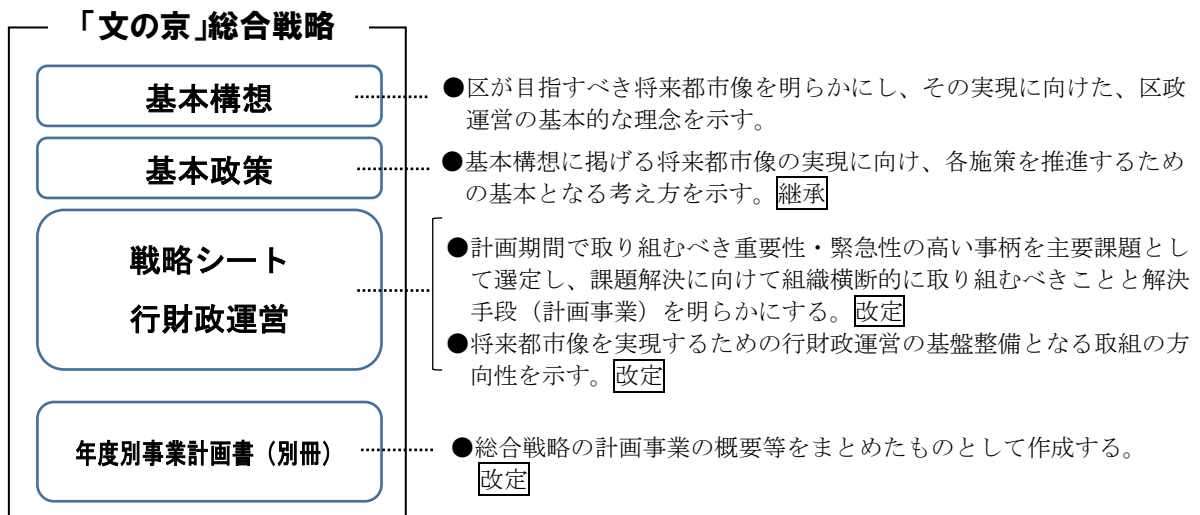 「文の京」総合戦略
基本構想
●区が目指すべき将来都市像を明らかにし、その実現に向けた、区政
運営の基本的な理念を示す。
基本政策
●基本構想に掲げる将来都市像の実現に向け、各施策を推進するため
の基本となる考え方を示す。継承
戦略シート
行財政運営
●計画期間で取り組むべき重要性・緊急性の高い事柄を主要課題とし
て選定し、課題解決に向けて組織横断的に取り組むべきことと解決
手段（計画事業）を明らかにする。改定
●将来都市像を実現するための行財政運営の基盤整備となる取組の方
向性を示す。改定
年度別事業計画書（別冊）
●総合戦略の計画事業の概要等をまとめたものとして作成する。
改定